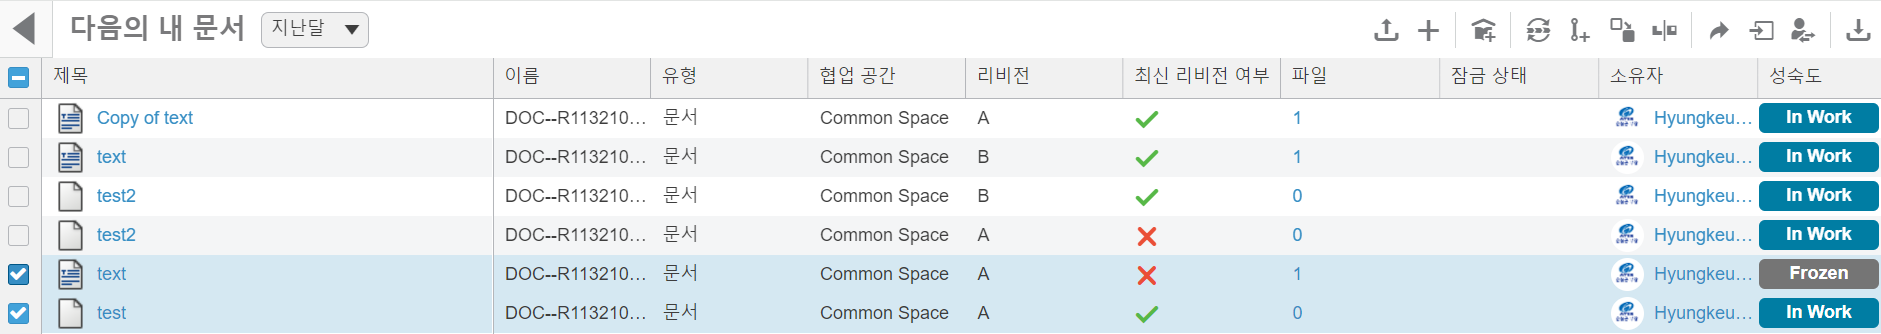 다음의 내 문서 지난달
제목 이름 유형 협업 공간 리비전 최신 리비전 여부 파일 잠금 상태 소유자 성숙도
Copy of text DOC--R113210... 문서 Common Space A 1 Hyungkeu... In Work
text DOC--R113210... 문서 Common Space B 1 Hyungkeu... In Work
test2 DOC--R113210... 문서 Common Space B 0 Hyungkeu... In Work
test2 DOC--R113210... 문서 Common Space A 0 Hyungkeu... In Work
text DOC--R113210... 문서 Common Space A 1 Hyungkeu... Frozen
test DOC--R113210... 문서 Common Space A 0 Hyungkeu... In Work